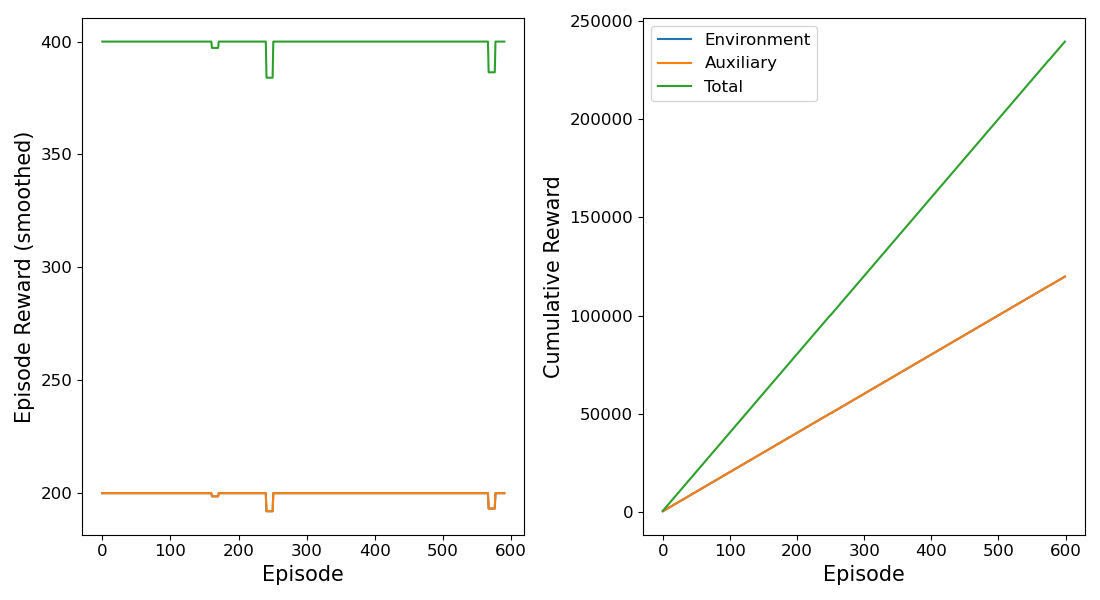 400
350
300
250
200
Episode Reward (smoothed)
0 100 200 300 400 500 600
Episode
250000
200000
150000
100000
50000
0
Cumulative Reward
Environment
Auxiliary
Total
0 100 200 300 400 500 600
Episode